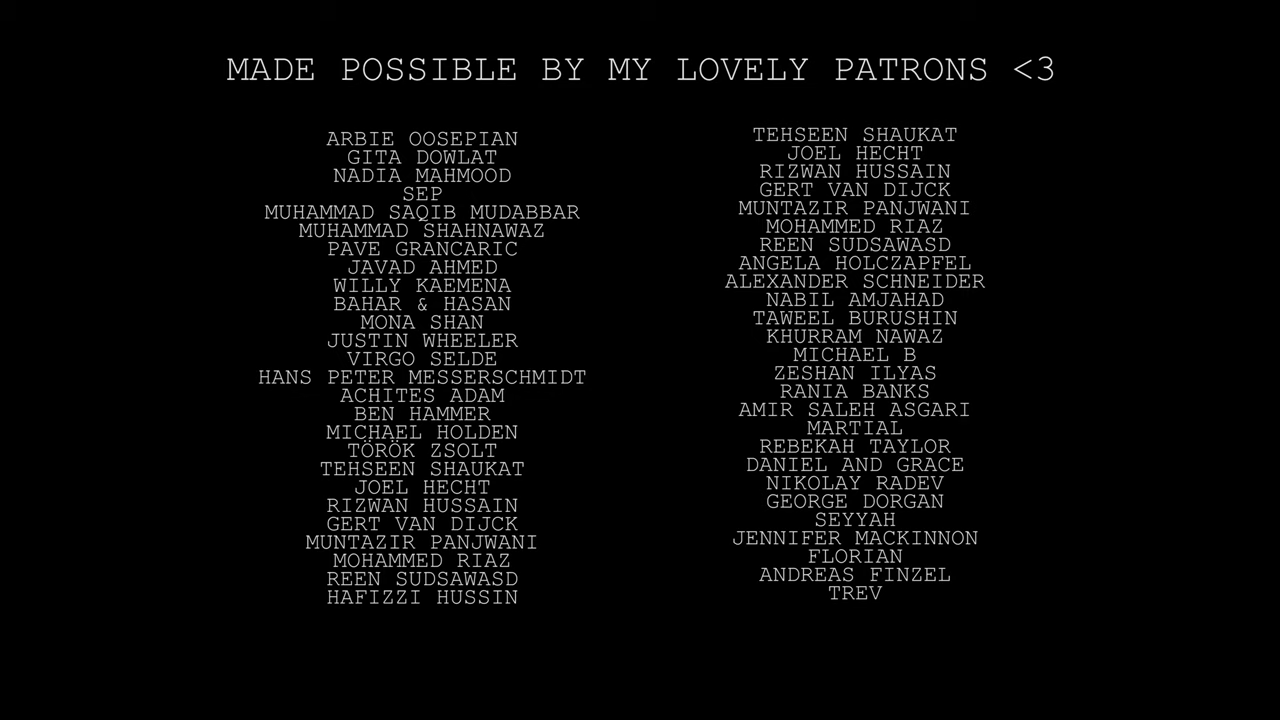 MADE POSSIBLE BY MY LOVELY PATRONS <3
ARBIE OOSEPIAN
GITA DOWLAT
NADIA MAHMOOD
SEP
MUHAMMAD SAQIB MUDABBAR
MUHAMMAD SHAHNAWAZ
PAVE GRANCARIC
JAVAD AHMED
WILLY KAEMENA
BAHAR & HASAN
MONA SHAN
JUSTIN WHEELER
VIRGO SELDE
HANS PETER MESSERSCHMIDT
ACHITES ADAM
BEN HAMMER
MICHAEL HOLDEN
TÖRÖK ZSOLT
TEHSEEN SHAUKAT
JOEL HECHT
RIZWAN HUSSAIN
GERT VAN DIJCK
MUNTAZIR PANJWANI
MOHAMMED RIAZ
REEN SUDSAWASD
HAFIZZI HUSSIN
TEHSEEN SHAUKAT
JOEL HECHT
RIZWAN HUSSAIN
GERT VAN DIJCK
MUNTAZIR PANJWANI
MOHAMMED RIAZ
REEN SUDSAWASD
ANGELA HOLCZAPFEL
ALEXANDER SCHNEIDER
NABIL AMJAHAD
TAWEEL BURUSHIN
KHURRAM NAWAZ
MICHAEL B
ZESHAN ILYAS
RANIA BANKS
AMIR SALEH ASGARI
MARTIAL
REBEKAH TAYLOR
DANIEL AND GRACE
NIKOLAY RADEV
GEORGE DORGAN
SEYYAH
JENNIFER MACKINNON
FLORIAN
ANDREAS FINZEL
TREV